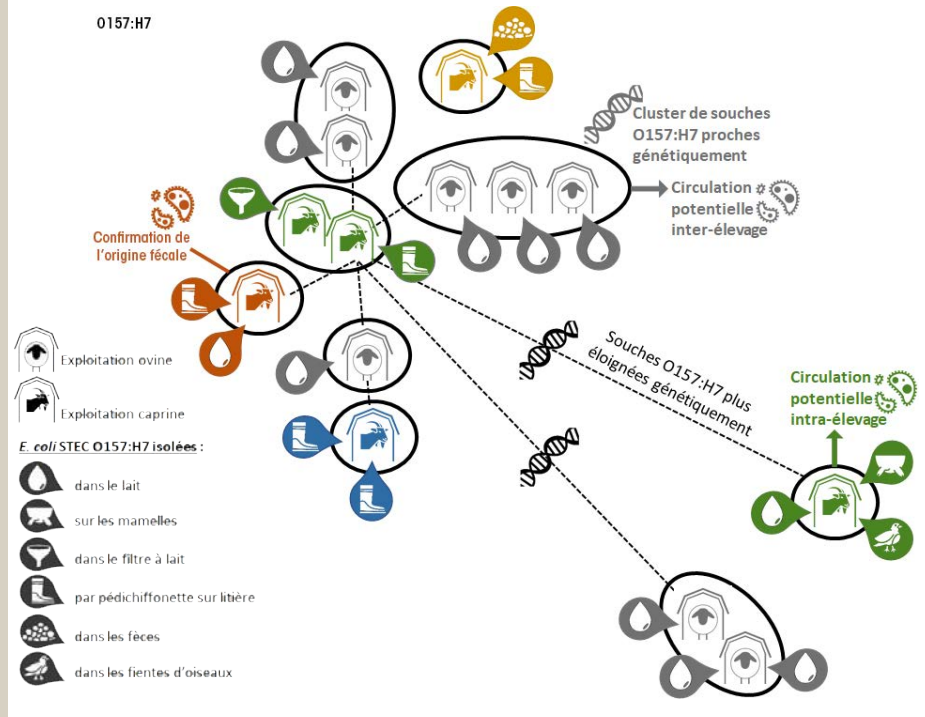 O157:H7
Cluster de souches
O157:H7 proches
génétiquement
Circulation
potentielle
inter-élevage
Confirmation de
l'origine fécale
Exploitation ovine
Exploitation caprine
E. coli STEC O157:H7 isolées :
dans le lait
sur les mamelles
dans le filtre à lait
par pédichiffonette sur litière
dans les fèces
dans les fientes d'oiseaux
Souches O157:H7 plus
éloignées génétiquement
Circulation
potentielle
intra-élevage